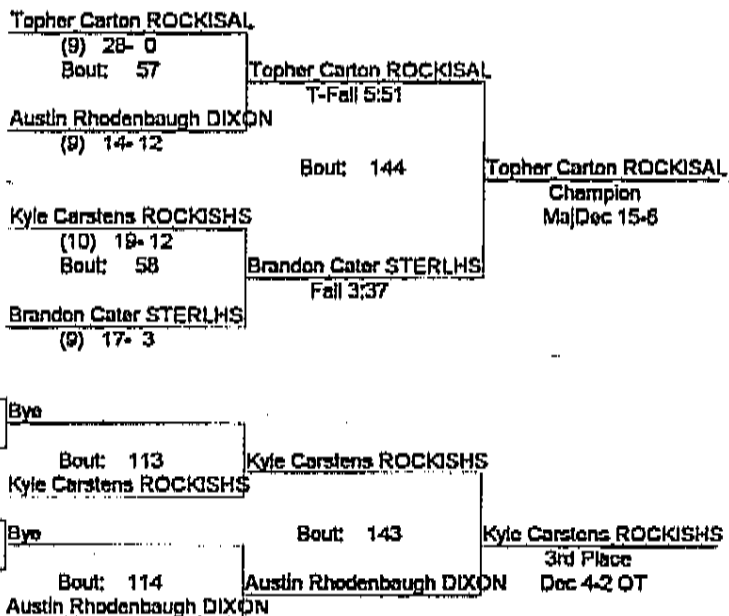 Topher Carton ROCKISAL
(9) 28- 0
Bout: 57
Topher Carton ROCKISAL
T-Fall 5:51
Austin Rhodenbaugh DIXON
(9) 14-12
Bout: 144
Topher Carton ROCKISAL
Champion
MajDec 15-6
Kyle Carstens ROCKISHS
(10) 19-12
Bout: 58
Brandon Cater STERLHS
Fall 3:37
Brandon Cater STERLHS
(9) 17- 3
Bye
Bout: 113
Kyle Carstens ROCKISHS
Kyle Carstens ROCKISHS
Bye
Bout: 143
Kyle Carstens ROCKISHS
3rd Place
Dec 4-2 OT
Bout: 114
Austin Rhodenbaugh DIXON
Austin Rhodenbaugh DIXON